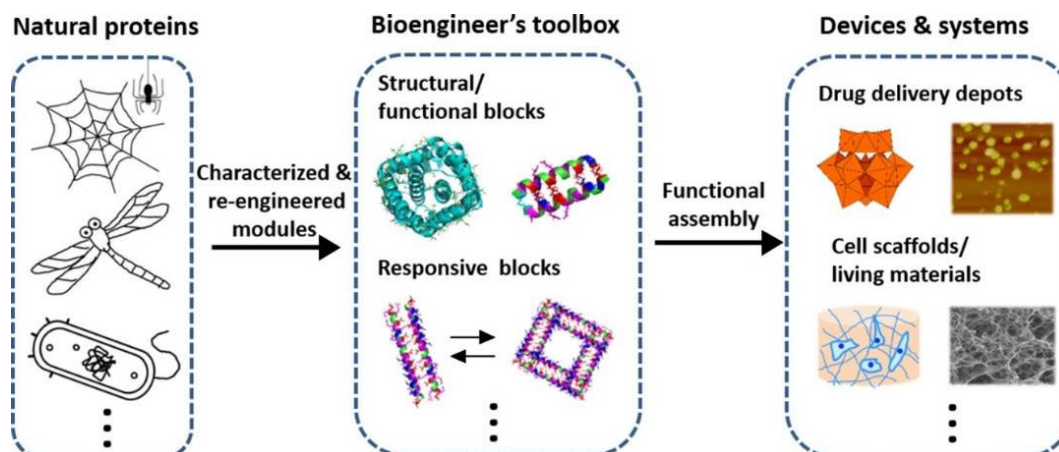 Natural proteins
Bioengineer's toolbox
Devices & systems
Characterized &
re-engineered
modules
Structural/
functional blocks
Responsive blocks
Functional
assembly
Drug delivery depots
Cell scaffolds/
living materials